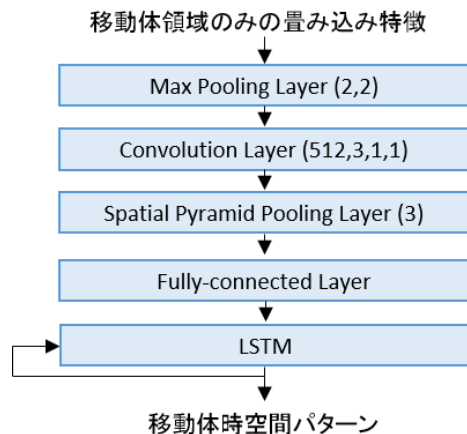 移動体領域のみの畳み込み特徴
Max Pooling Layer (2,2)
Convolution Layer (512,3,1,1)
Spatial Pyramid Pooling Layer (3)
Fully-connected Layer
LSTM
移動体時空間パターン